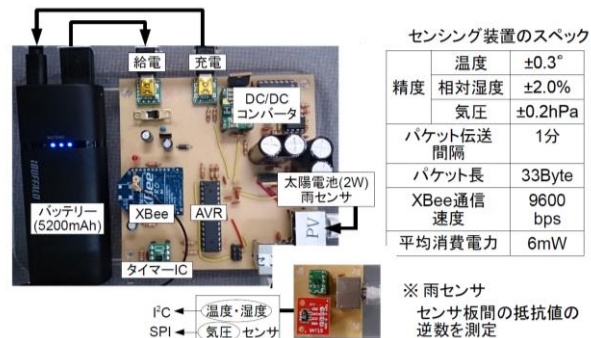 給電
充電
DC/DC
コンバータ
太陽電池(2W)
雨センサ
PV
BUFFALO
バッテリー
(5200mAh)
XBee
AVR
タイマーIC
I²C
温度・湿度
SPI
気圧 センサ
センシング装置のスペック
精度
温度 ±0.3°
相対湿度 ±2.0%
気圧 ±0.2hPa
パケット伝送
間隔
1分
パケット長 33Byte
XBee通信
速度
9600
bps
平均消費電力 6mW
※ 雨センサ
センサ板間の抵抗値の
逆数を測定